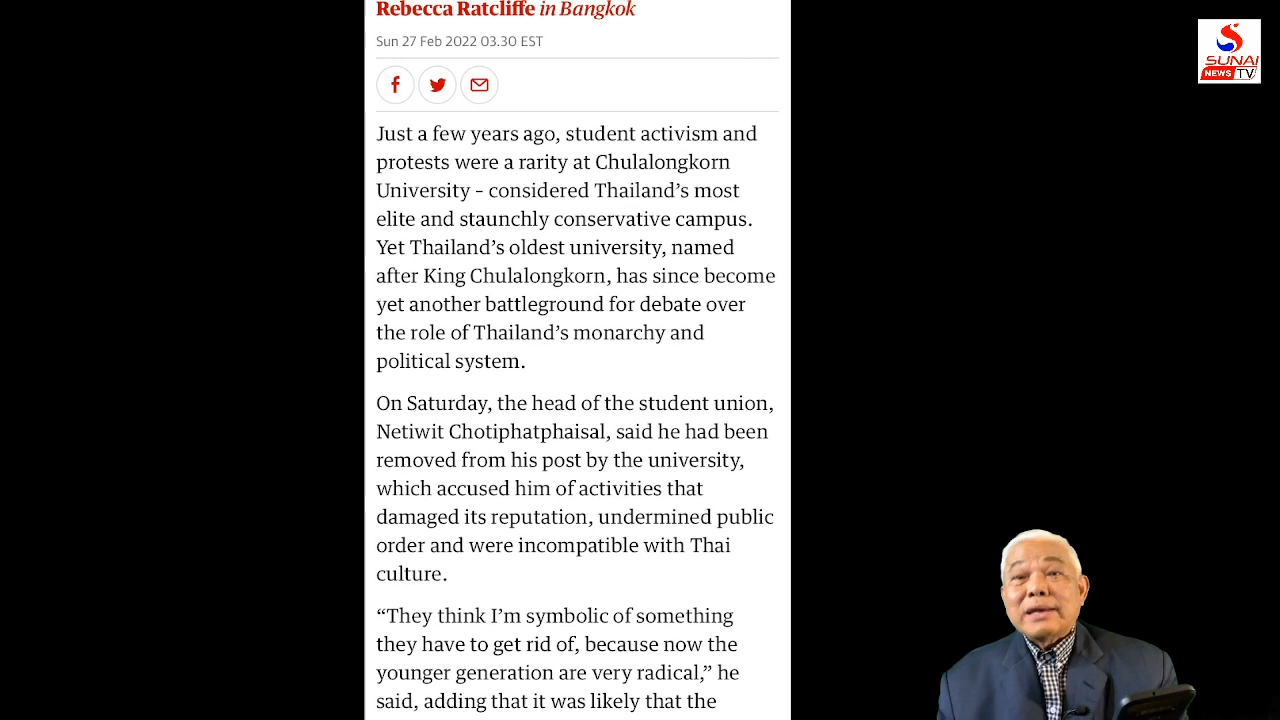 Rebecca Ratcliffe in Bangkok
Sun 27 Feb 2022 03.30 EST
Just a few years ago, student activism and
protests were a rarity at Chulalongkorn
University – considered Thailand’s most
elite and staunchly conservative campus.
Yet Thailand’s oldest university, named
after King Chulalongkorn, has since become
yet another battleground for debate over
the role of Thailand’s monarchy and
political system.
On Saturday, the head of the student union,
Netiwit Chotiphatphaisal, said he had been
removed from his post by the university,
which accused him of activities that
damaged its reputation, undermined public
order and were incompatible with Thai
culture.
“They think I’m symbolic of something
they have to get rid of, because now the
younger generation are very radical,” he
said, adding that it was likely that the
SUNAI
NEWS TV